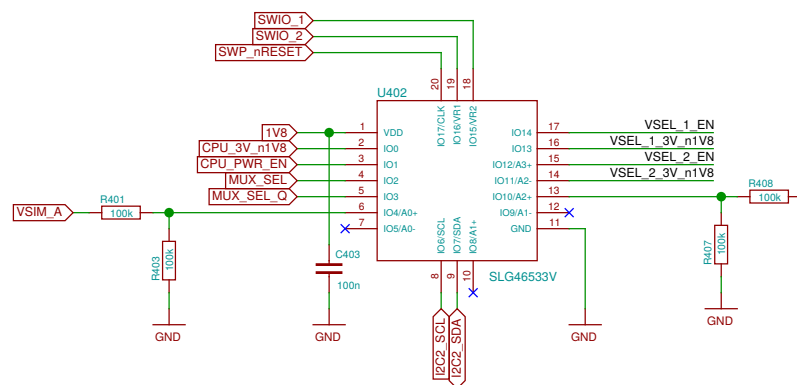 SWIO_1
SWIO_2
SWP_nRESET
U402
20 19 18
IO17/CLK IO16/VR1 IO15/VR2
1V8 1 VDD IO14 17 VSEL_1_EN
CPU_3V_n1V8 2 IO0 IO13 16 VSEL_1_3V_n1V8
CPU_PWR_EN 3 IO1 IO12/A3+ 15 VSEL_2_EN
MUX_SEL 4 IO2 IO11/A2- 14 VSEL_2_3V_n1V8
MUX_SEL_Q 5 IO3 IO10/A2+ 13
R401 R408
VSIM_A 100k 6 IO4/A0+ IO9/A1- 12 100k
7 IO5/A0- GND 11
IO6/SCL IO7/SDA IO8/A1+
R403 100k
C403
100n
R407 100k
SLG46533V
8 9 10
GND GND GND GND
I2C2_SCL I2C2_SDA